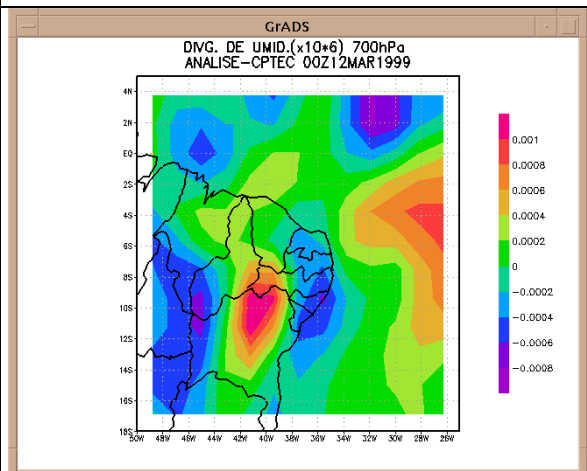 GrADS
DIVG. DE UMID.(x10*6) 700hPa
ANALISE-CPTEC 00Z12MAR1999
4N
2N
EQ
2S
4S
6S
8S
10S
12S
14S
16S
18S
50W 48W 46W 44W 42W 40W 38W 36W 34W 32W 30W 28W 26W
0.001
0.0008
0.0006
0.0004
0.0002
0
-0.0002
-0.0004
-0.0006
-0.0008